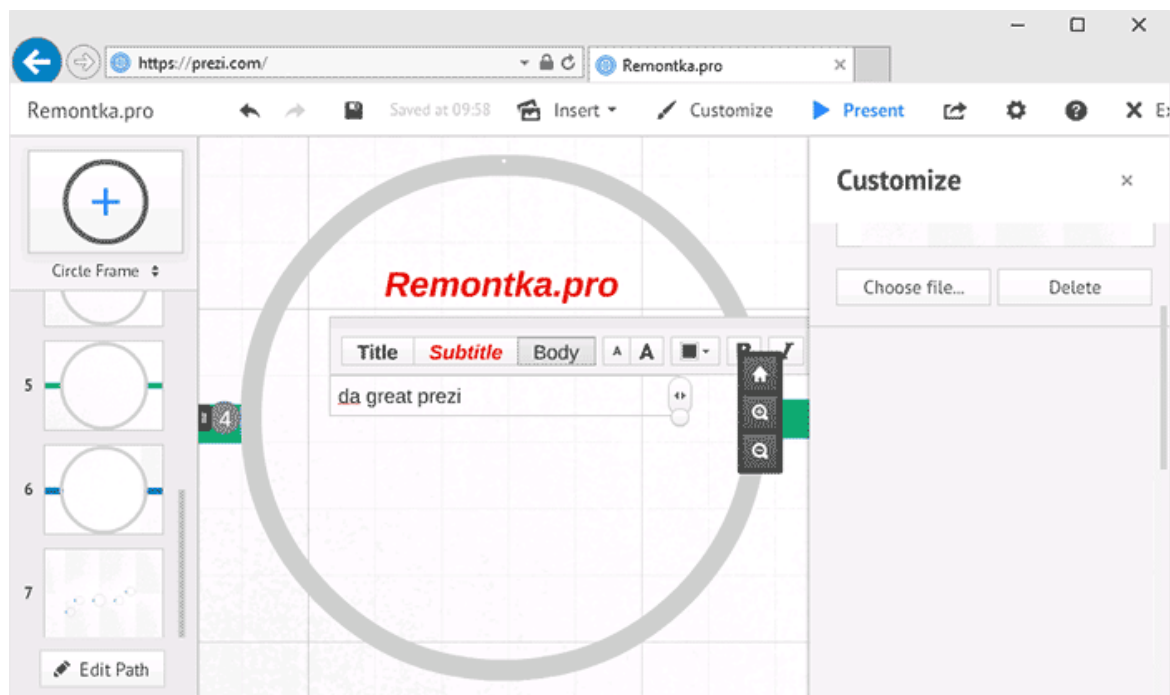 https://prezi.com/
Remontka.pro
Remontka.pro
Saved at 09:58
Insert
Customize
Present
Circle Frame
5
6
7
Edit Path
4
Remontka.pro
Title Subtitle Body A A
da great prezi
Customize
Choose file...
Delete